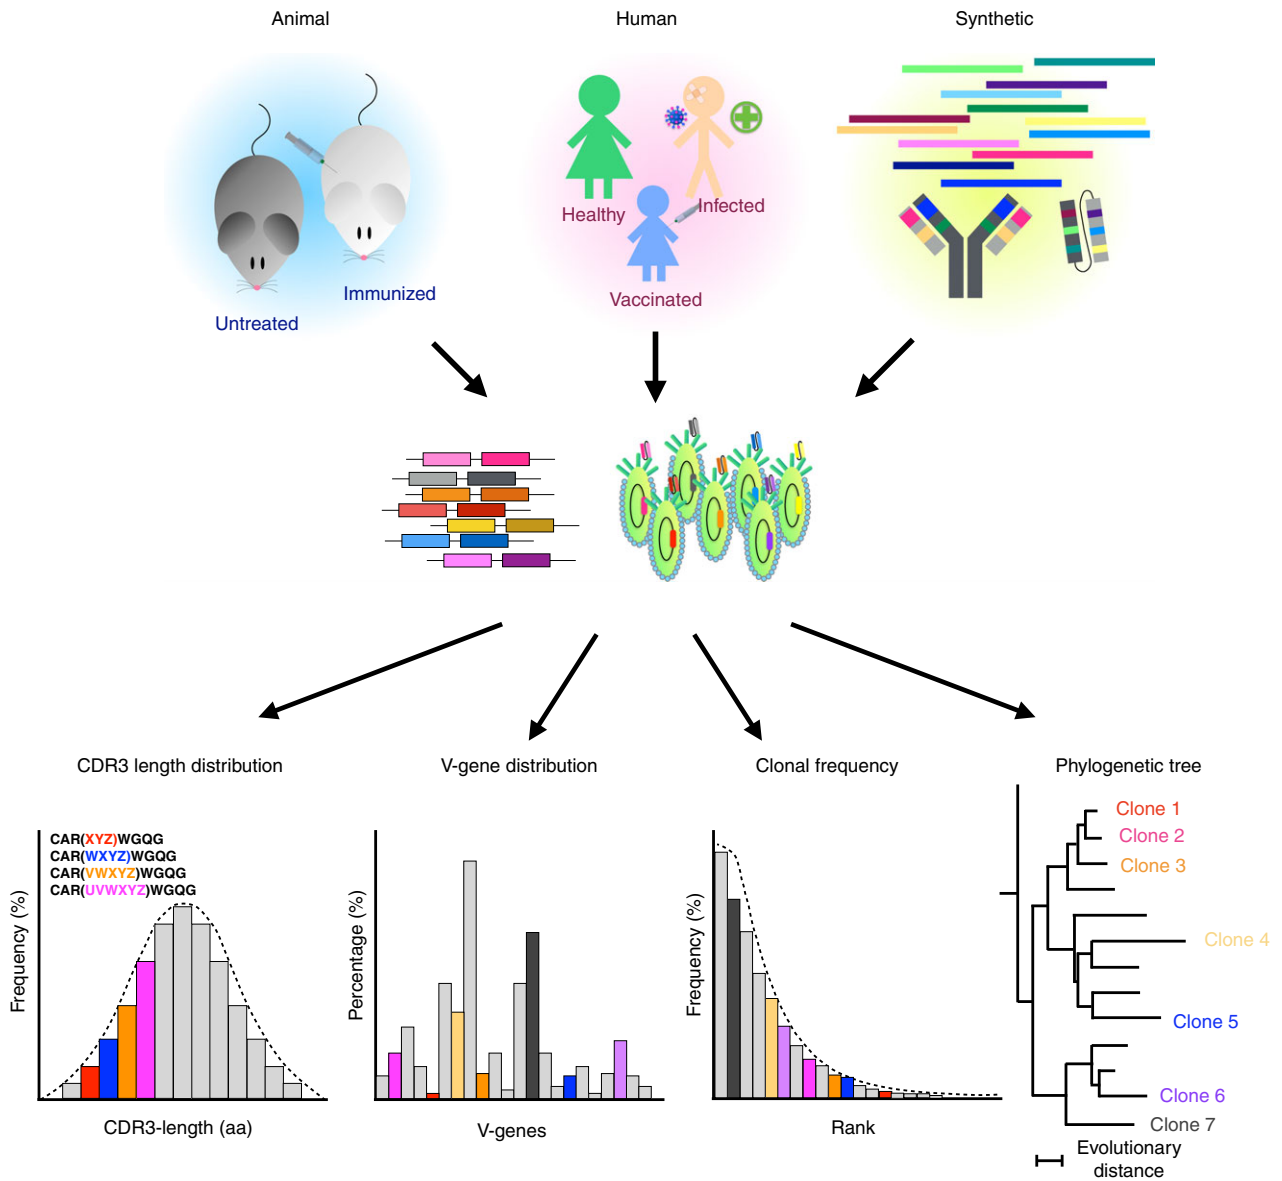 Animal
Human
Synthetic
Healthy
Infected
Vaccinated
Immunized
Untreated
CDR3 length distribution
CAR(XYZ)WGQG
CAR(WXYZ)WGQG
CAR(VWXYZ)WGQG
CAR(UVWXYZ)WGQG
Frequency (%)
CDR3-length (aa)
V-gene distribution
Percentage (%)
V-genes
Clonal frequency
Frequency (%)
Rank
Phylogenetic tree
Clone 1
Clone 2
Clone 3
Clone 4
Clone 5
Clone 6
Clone 7
Evolutionary
distance